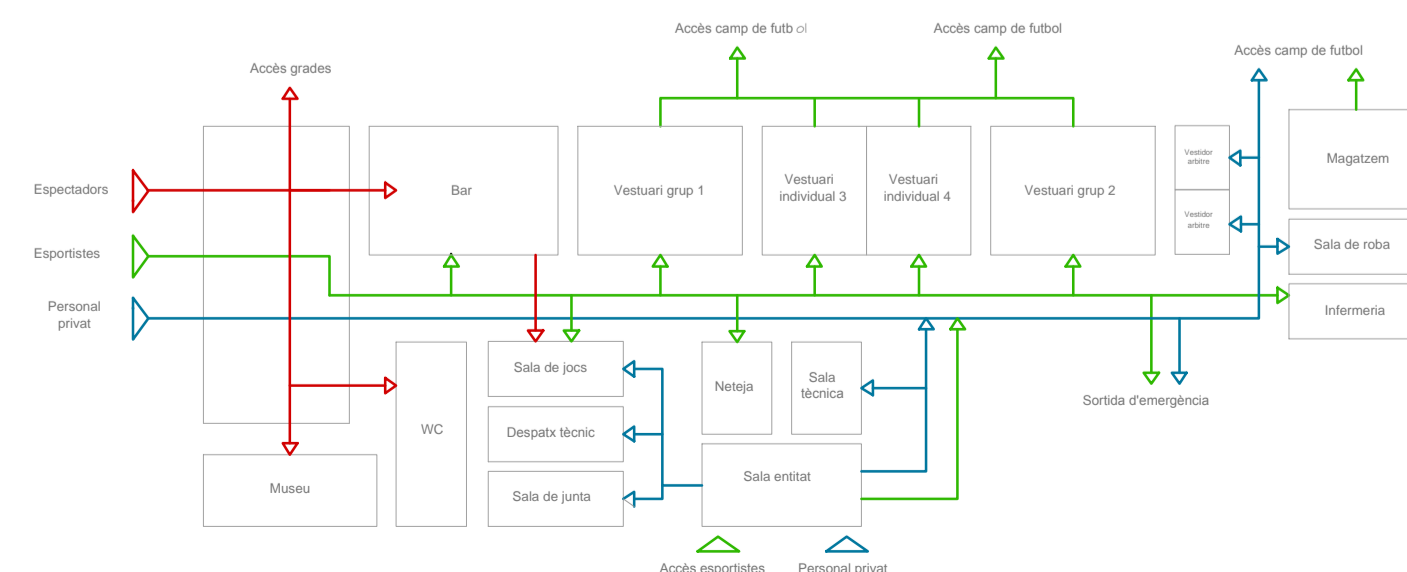 Accès camp de futbol
Accès camp de futbol
Accès camp de futbol
Accès grades
Espectadors
Bar
Vestuari grup 1
Vestuari
individual 3
Vestuari
individual 4
Vestuari grup 2
Vestidor
arbitre
Magatzem
Vestidor
arbitre
Esportistes
Sala de roba
Personal
privat
Infermeria
Sala de jocs
Neteja
Sala
tècnica
Sortida d'emergència
WC
Despatx tècnic
Sala entitat
Museu
Sala de junta
Accès esportistes
Personal privat